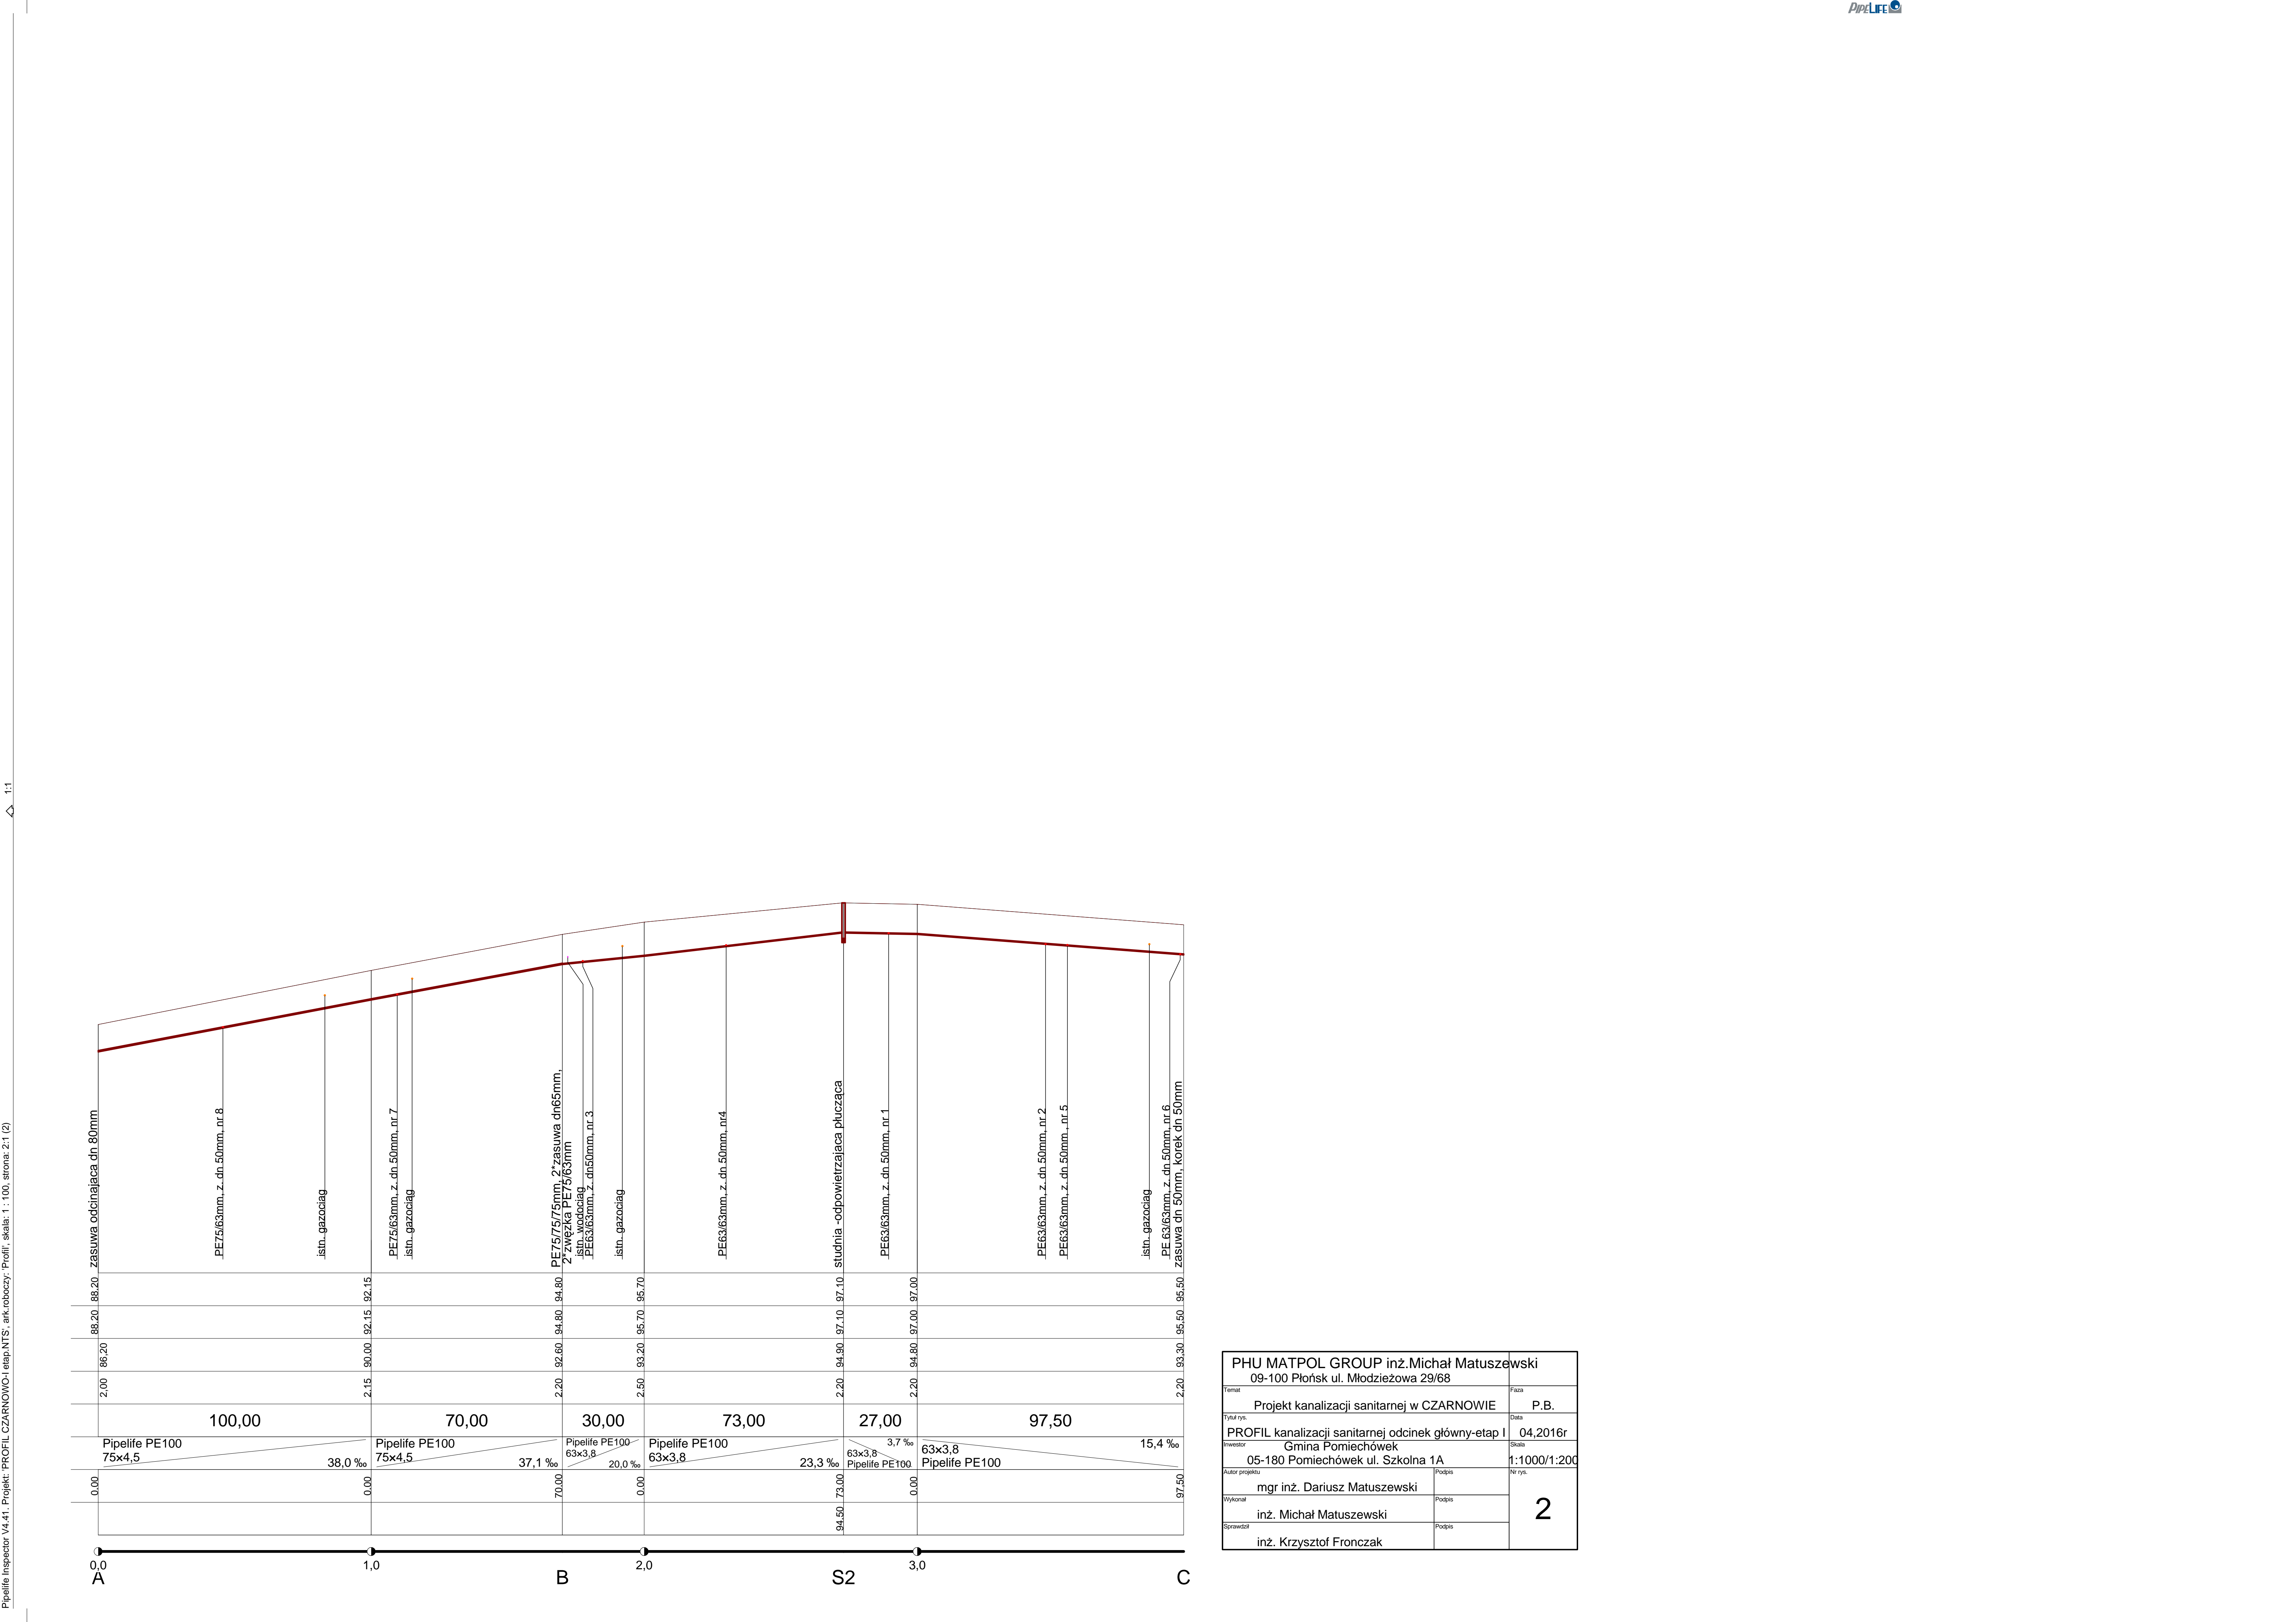 PIPELIFE
1:1
Pipelife Inspector V4.41. Projekt: 'PROFIL CZARNOWO-I etap.NTS', ark.roboczy: 'Profil', skala: 1 : 100, strona: 2:1 (2)
zasuwa odcinajaca dn 80mm
PE75/63mm, z. dn 50mm, nr 8
istn. gazociag
PE75/63mm, z. dn 50mm, nr 7
istn. gazociag
PE75/75/75mm, 2*zasuwa dn65mm,
2*zwęzka PE75/63mm
istn. wodociag
PE63/63mm, z. dn50mm, nr 3
istn. gazociag
PE63/63mm, z. dn 50mm, nr4
studnia -odpowietrzajaca płucząca
PE63/63mm, z. dn 50mm, nr 1
PE63/63mm, z. dn 50mm, nr 2
PE63/63mm, z. dn 50mm , nr 5
istn. gazociag
PE 63/63mm, z. dn 50mm, nr 6
zasuwa dn 50mm, korek dn 50mm
88.20 92.15 94.80 95.70 97.10 97.00 95.50
88.20 92.15 94.80 95.70 97.10 97.00 95.50
86.20 90.00 92.60 93.20 94.90 94.80 93.30
2,00 2.15 2.20 2.50 2.20 2.20 2,20
100,00 70,00 30,00 73,00 27,00 97,50
Pipelife PE100
75×4,5
38,0 ‰
Pipelife PE100
75×4,5
37,1 ‰
Pipelife PE100
63×3,8
20,0 ‰
Pipelife PE100
63×3,8
23,3 ‰
3,7 ‰
63×3,8
Pipelife PE100
15,4 ‰
63×3,8
Pipelife PE100
0.00 0.00 70.00 0.00 73.00 0.00 97.50
94.50
0,0 1,0 2,0 3,0
A B S2 C
PHU MATPOL GROUP inż.Michał Matuszewski
09-100 Płońsk ul. Młodzieżowa 29/68
Temat
Projekt kanalizacji sanitarnej w CZARNOWIE
Faza
P.B.
Tytuł rys.
PROFIL kanalizacji sanitarnej odcinek główny-etap I
Data
04,2016r
Inwestor
Gmina Pomiechówek
05-180 Pomiechówek ul. Szkolna 1A
Skala
1:1000/1:200
Autor projektu
mgr inż. Dariusz Matuszewski
Podpis
Nr rys.
2
Wykonał
inż. Michał Matuszewski
Podpis
Sprawdził
inż. Krzysztof Fronczak
Podpis